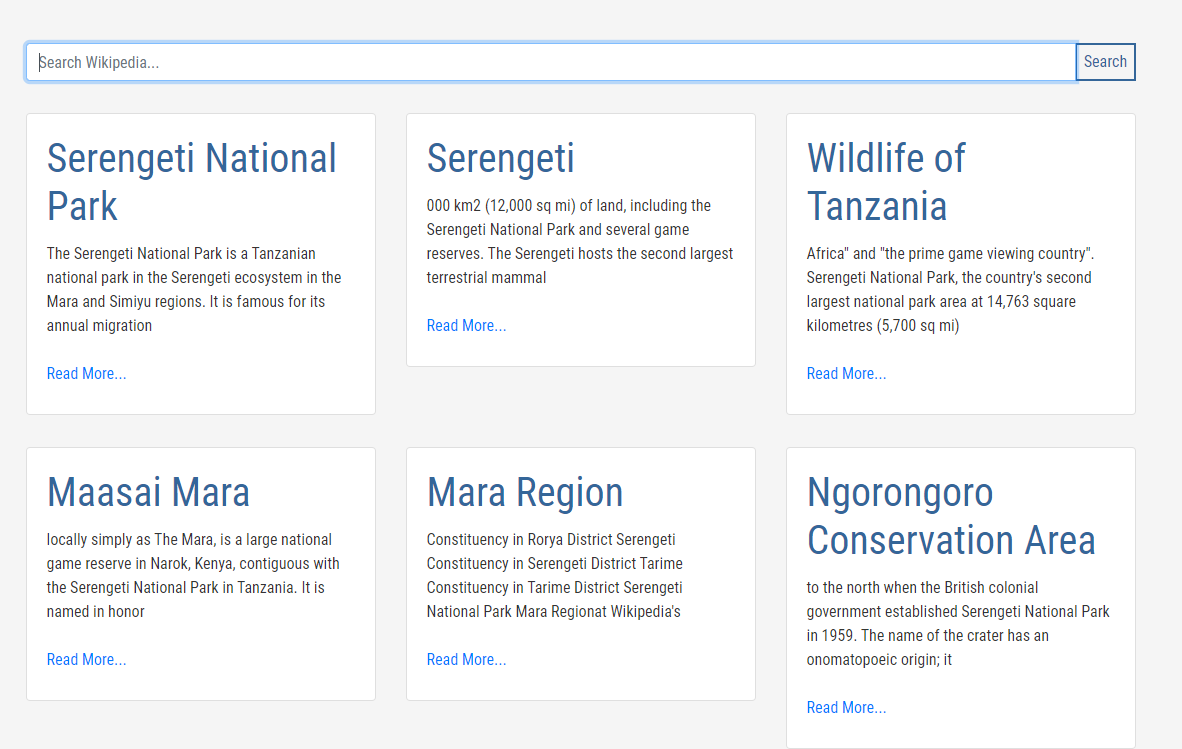 Search Wikipedia...
Search
Serengeti National
Park
The Serengeti National Park is a Tanzanian
national park in the Serengeti ecosystem in the
Mara and Simiyu regions. It is famous for its
annual migration
Read More...
Serengeti
000 km2 (12,000 sq mi) of land, including the
Serengeti National Park and several game
reserves. The Serengeti hosts the second largest
terrestrial mammal
Read More...
Wildlife of
Tanzania
Africa" and "the prime game viewing country".
Serengeti National Park, the country's second
largest national park area at 14,763 square
kilometres (5,700 sq mi)
Read More...
Maasai Mara
locally simply as The Mara, is a large national
game reserve in Narok, Kenya, contiguous with
the Serengeti National Park in Tanzania. It is
named in honor
Read More...
Mara Region
Constituency in Rorya District Serengeti
Constituency in Serengeti District Tarime
Constituency in Tarime District Serengeti
National Park Mara Regionat Wikipedia's
Read More...
Ngorongoro
Conservation Area
to the north when the British colonial
government established Serengeti National Park
in 1959. The name of the crater has an
onomatopoeic origin; it
Read More...